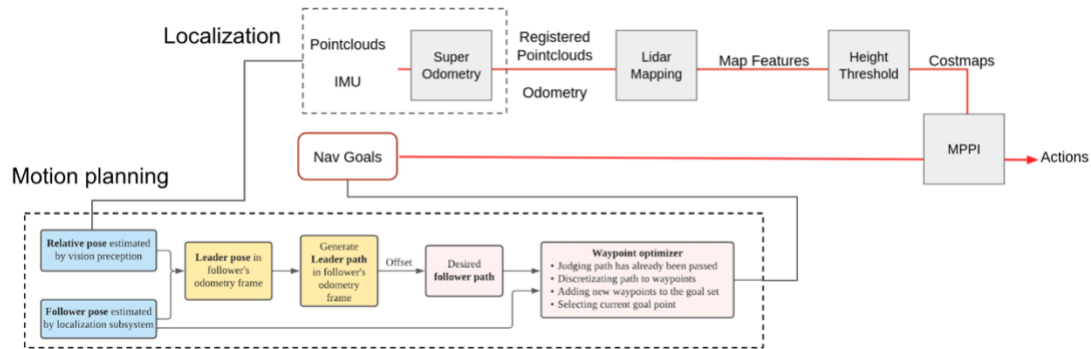 Localization
Pointclouds
IMU
Super
Odometry
Registered
Pointclouds
Odometry
Lidar
Mapping
Map Features
Height
Threshold
Costmaps
MPPI
Actions
Nav Goals
Motion planning
Relative pose estimated
by vision preception
Follower pose estimated
by localization subsystem
Leader pose in
follower's
odometry frame
Generate
Leader path
in follower's
odometry
frame
Offset
Desired
follower path
Waypoint optimizer
• Judging path has already been passed
• Discretizating path to waypoints
• Adding new waypoints to the goal set
• Selecting current goal point